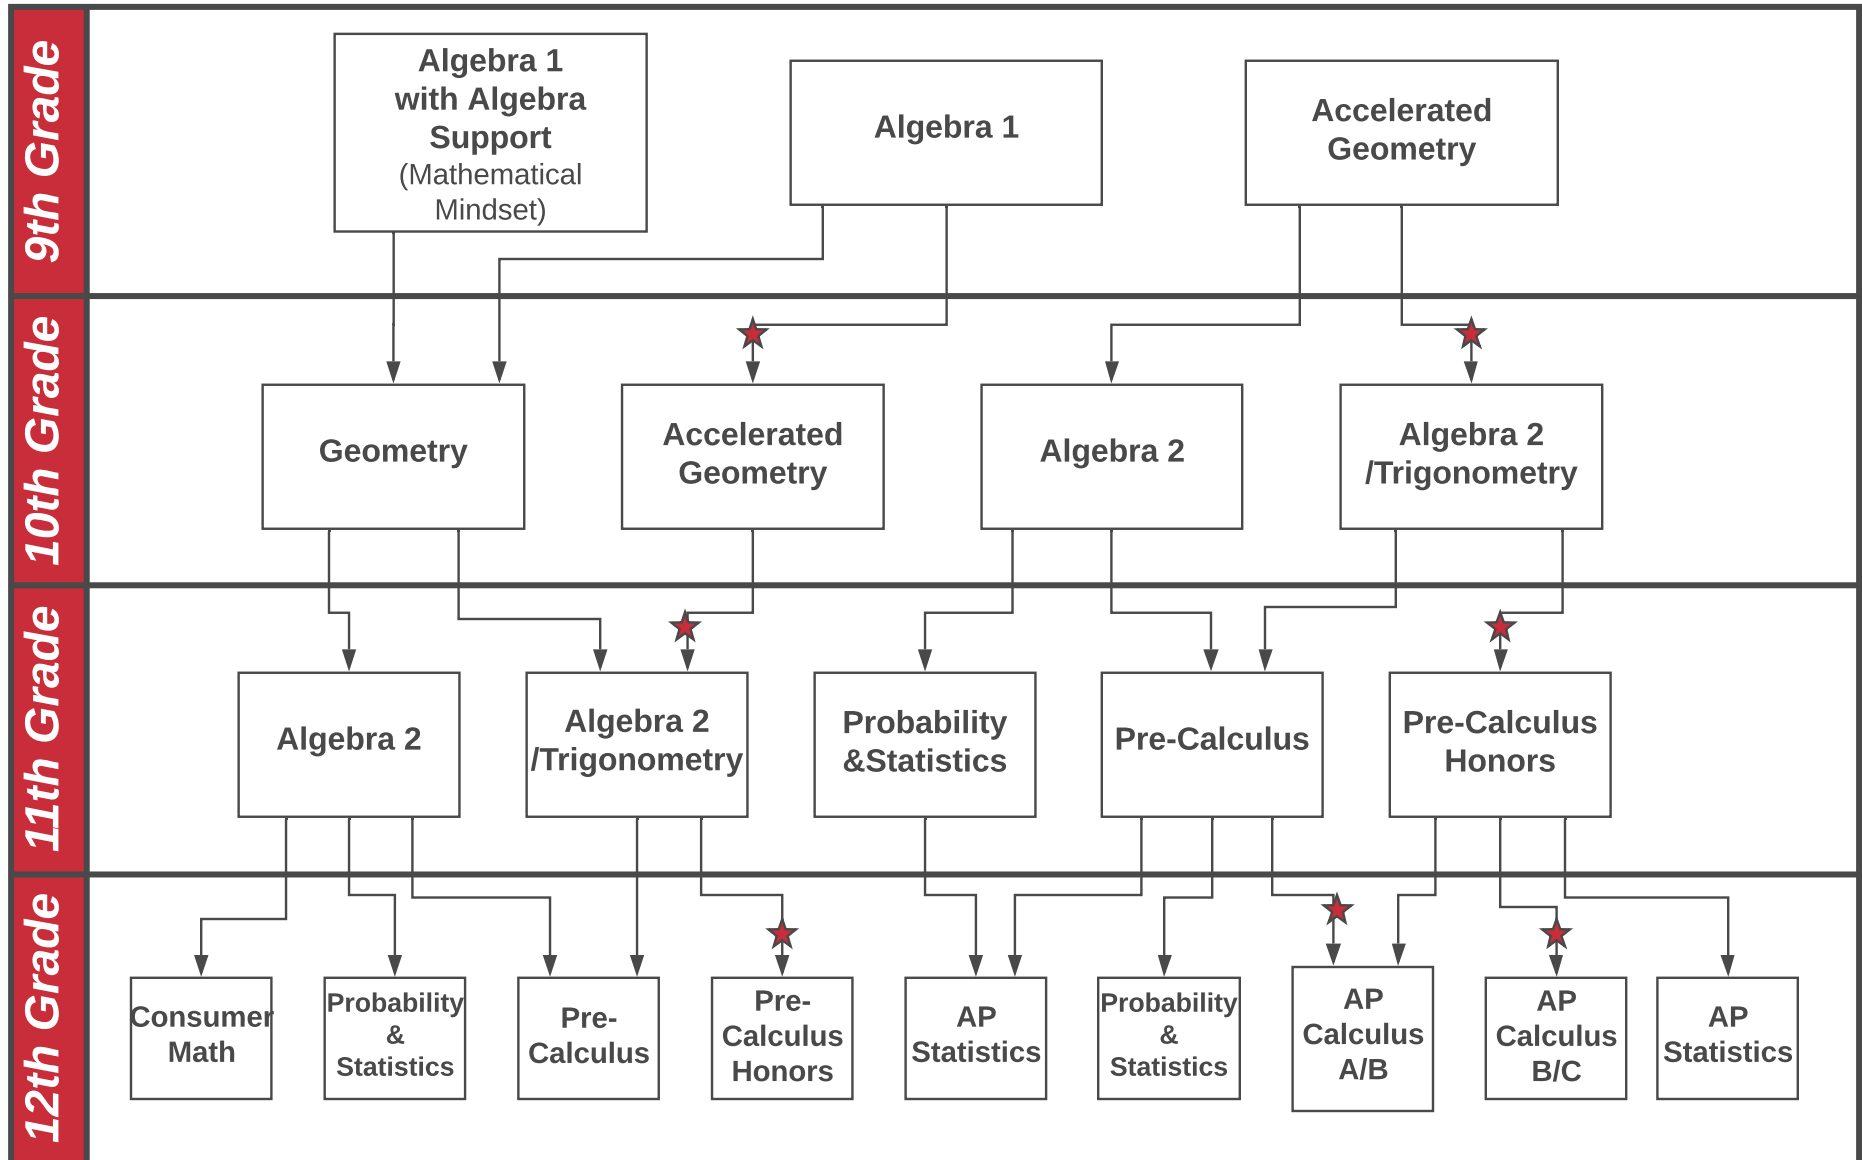 9th Grade
Algebra 1
with Algebra
Support
(Mathematical
Mindset)
Algebra 1
Accelerated
Geometry
10th Grade
Geometry
Accelerated
Geometry
Algebra 2
Algebra 2
/Trigonometry
11th Grade
Algebra 2
Algebra 2
/Trigonometry
Probability
&Statistics
Pre-Calculus
Pre-Calculus
Honors
12th Grade
Consumer
Math
Probability
&
Statistics
Pre-
Calculus
Pre-
Calculus
Honors
AP
Statistics
Probability
&
Statistics
AP
Calculus
A/B
AP
Calculus
B/C
AP
Statistics